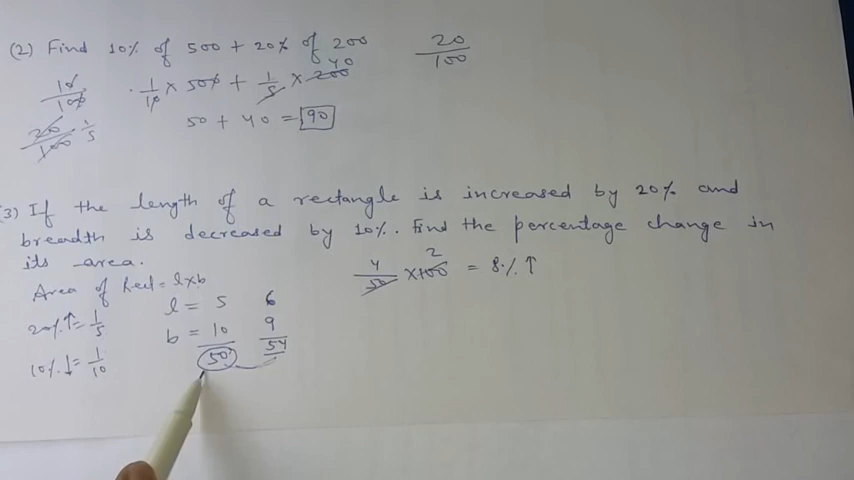 (2) Find 10% of 500 + 20% of 200
20/100
10/100 1/10 × 500 + 1/5 × 200 40
20/100 1/5 50 + 40 = 90
(3) If the length of a rectangle is increased by 20% and
breadth is decreased by 10%. Find the percentage change in
its area.
4/50 × 100 2 = 8% ↑
Area of Rect = l×b
20% ↑ = 1/5 l = 5 6
b = 10 9
10% ↓ = 1/10 50 54